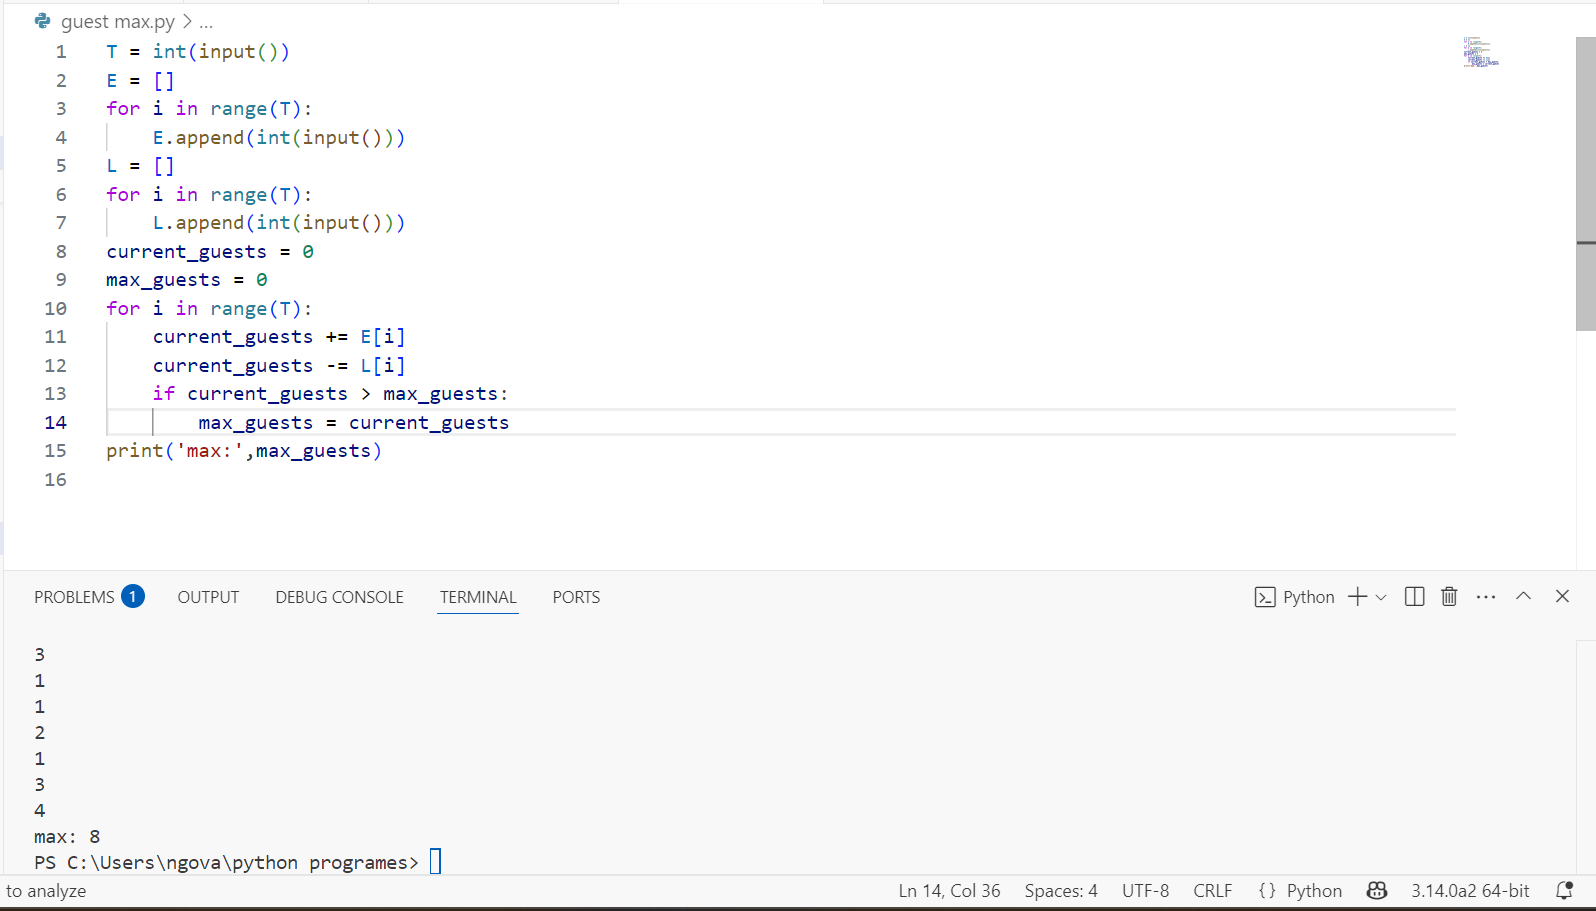 guest max.py > ...
1 T = int(input())
2 E = []
3 for i in range(T):
4     E.append(int(input()))
5 L = []
6 for i in range(T):
7     L.append(int(input()))
8 current_guests = 0
9 max_guests = 0
10 for i in range(T):
11     current_guests += E[i]
12     current_guests -= L[i]
13     if current_guests > max_guests:
14         max_guests = current_guests
15 print('max:',max_guests)
16
PROBLEMS 1 OUTPUT DEBUG CONSOLE TERMINAL PORTS Python
3
1
1
2
1
3
4
max: 8
PS C:\Users\ngova\python programes>
to analyze Ln 14, Col 36 Spaces: 4 UTF-8 CRLF {} Python 3.14.0a2 64-bit